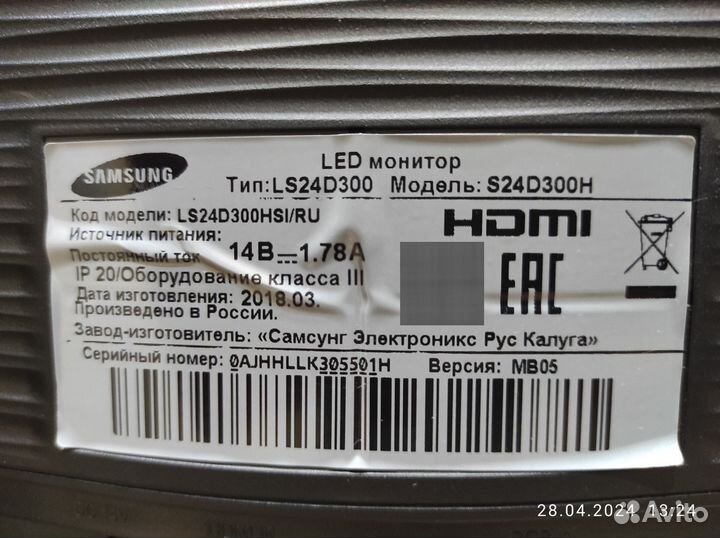 SAMSUNG
LED монитор
Тип: LS24D300 Модель: S24D300H
Код модели: LS24D300HSI/RU
HDMI
Источник питания:
Постоянный ток 14В 1.78A
IP 20/Оборудование класса III
EAC
Дата изготовления: 2018.03.
Произведено в России.
Завод-изготовитель: «Самсунг Электроникс Рус Калуга»
Серийный номер: 0AJHHLLK305501H Версия: MB05
28.04.2024 13:24
Avito